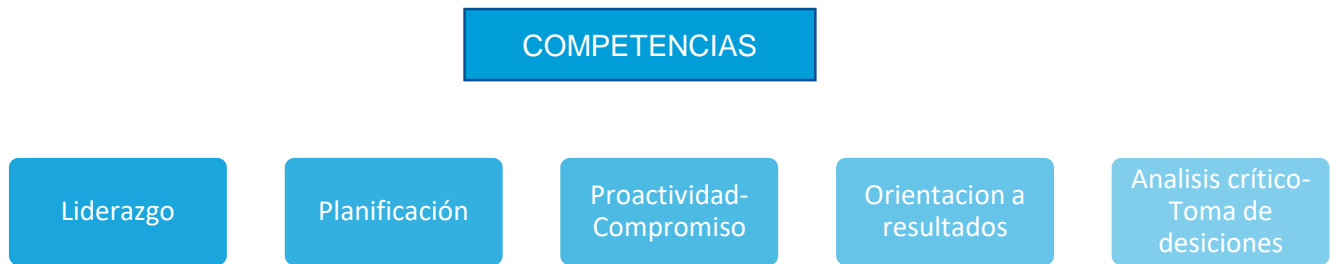 COMPETENCIAS
Liderazgo
Planificación
Proactividad-
Compromiso
Orientacion a
resultados
Analisis crítico-
Toma de
desiciones